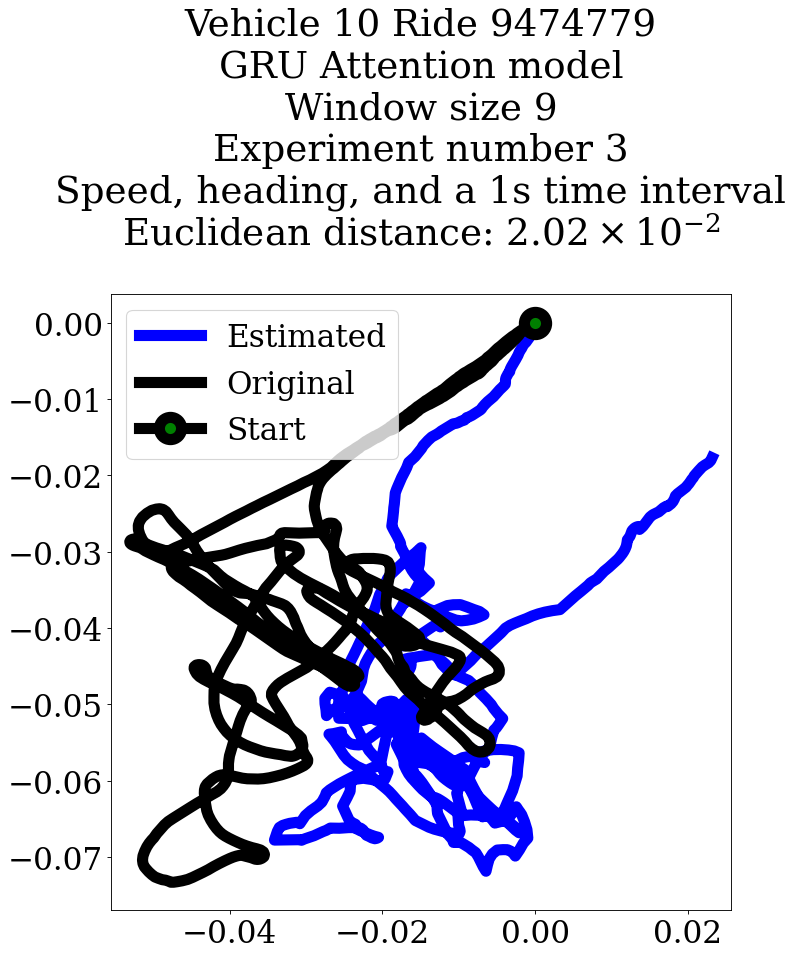 Vehicle 10 Ride 9474779
GRU Attention model
Window size 9
Experiment number 3
Speed, heading, and a 1s time interval
Euclidean distance: 2.02 × 10⁻²
Estimated
Original
Start
0.00
−0.01
−0.02
−0.03
−0.04
−0.05
−0.06
−0.07
−0.04 −0.02 0.00 0.02